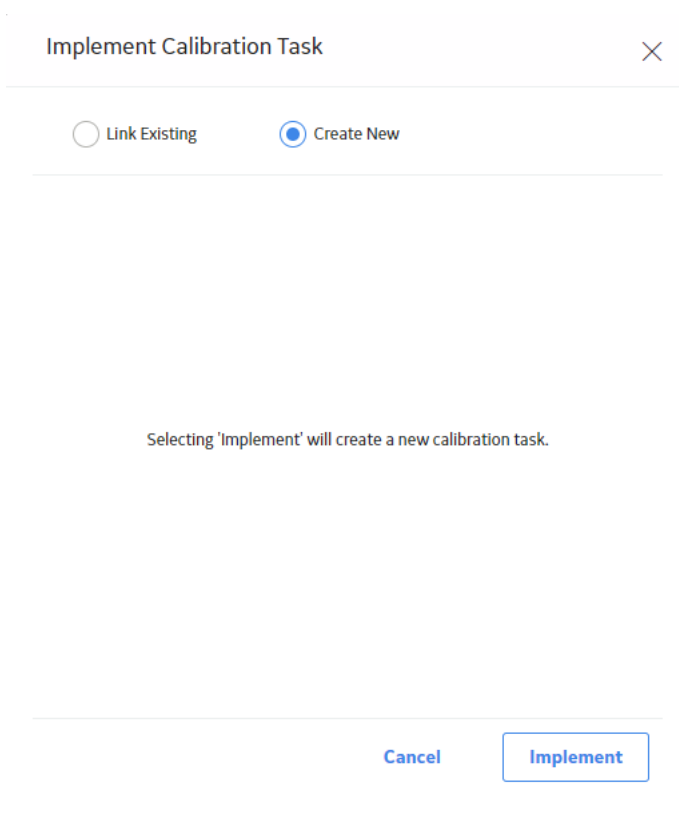 Implement Calibration Task
Link Existing
Create New
Selecting 'Implement' will create a new calibration task.
Cancel
Implement